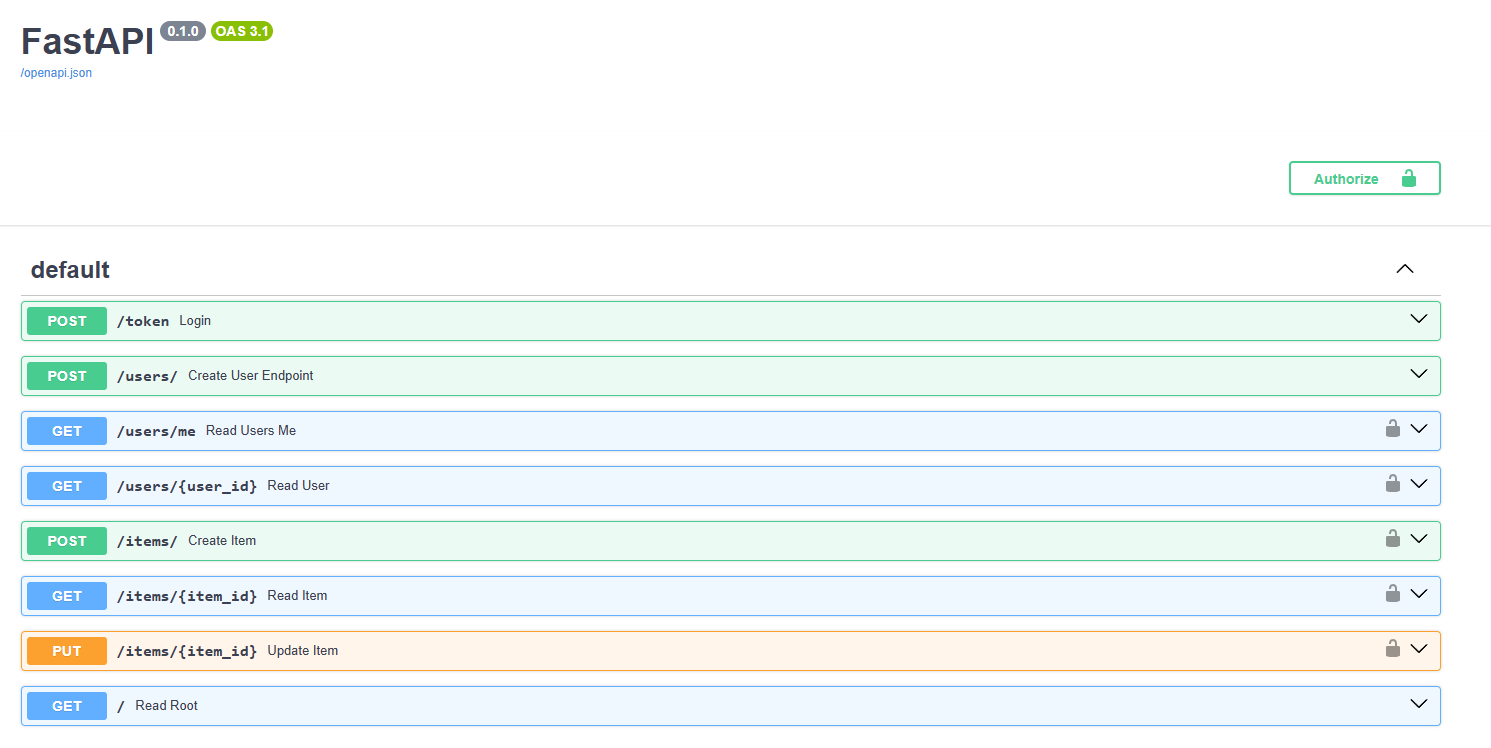 FastAPI 0.1.0 OAS 3.1
/openapi.json
Authorize
default
POST /token Login
POST /users/ Create User Endpoint
GET /users/me Read Users Me
GET /users/{user_id} Read User
POST /items/ Create Item
GET /items/{item_id} Read Item
PUT /items/{item_id} Update Item
GET / Read Root